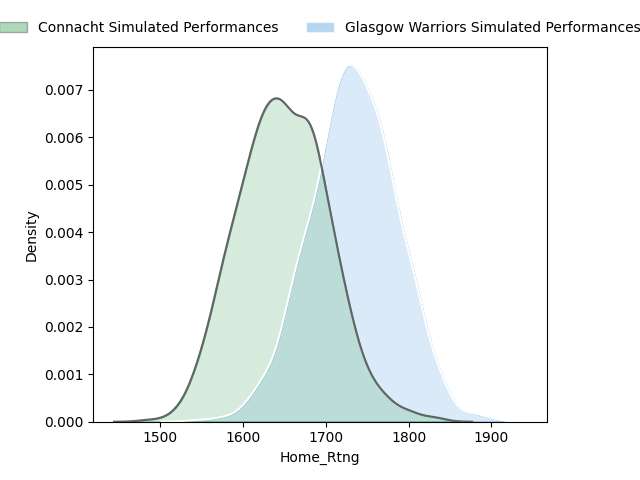 Connacht Simulated Performances
Glasgow Warriors Simulated Performances
0.007
0.006
0.005
0.004
0.003
0.002
0.001
0.000
Density
1500 1600 1700 1800 1900
Home_Rtng